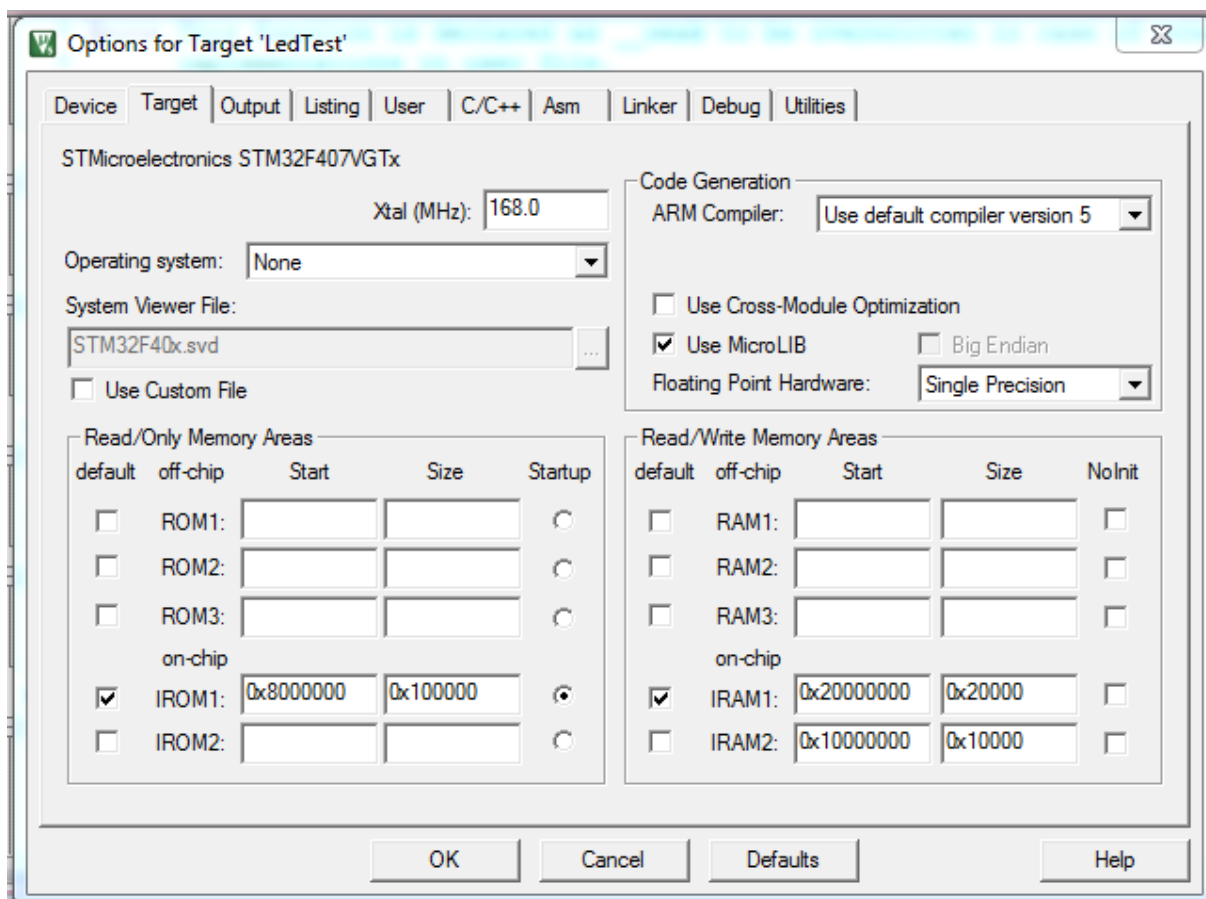 Options for Target 'LedTest'
Device Target Output Listing User C/C++ Asm Linker Debug Utilities
STMicroelectronics STM32F407VGTx
Xtal (MHz): 168.0
Operating system: None
System Viewer File:
STM32F40x.svd ...
Use Custom File
Code Generation
ARM Compiler: Use default compiler version 5
Use Cross-Module Optimization
Use MicroLIB Big Endian
Floating Point Hardware: Single Precision
Read/Only Memory Areas
default off-chip Start Size Startup
ROM1:
ROM2:
ROM3:
on-chip
IROM1: 0x8000000 0x100000
IROM2:
Read/Write Memory Areas
default off-chip Start Size NoInit
RAM1:
RAM2:
RAM3:
on-chip
IRAM1: 0x20000000 0x20000
IRAM2: 0x10000000 0x10000
OK Cancel Defaults Help